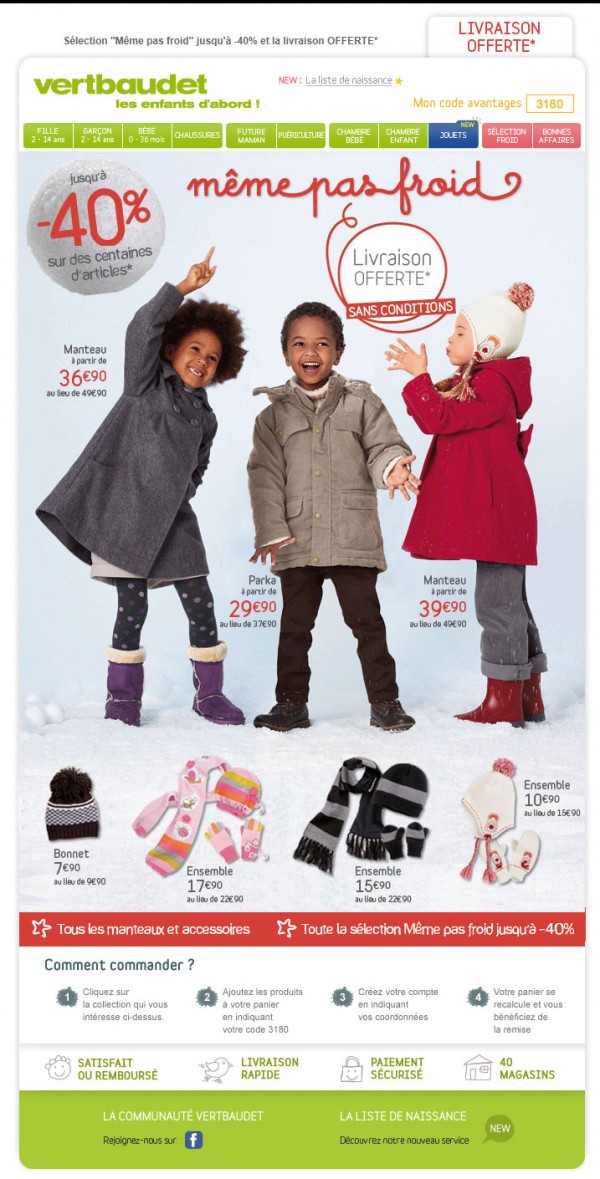 Sélection "Même pas froid" jusqu'à -40% et la livraison OFFERTE*
LIVRAISON
OFFERTE*
vertbaudet
les enfants d'abord !
NEW : La liste de naissance
Mon code avantages 3180
FILLE
2 - 14 ans
GARÇON
2 - 14 ans
BÉBÉ
0 - 36 mois
CHAUSSURES
FUTURE
MAMAN
PUÉRICULTURE
CHAMBRE
BÉBÉ
CHAMBRE
ENFANT
NEW
JOUETS
SÉLECTION
FROID
BONNES
AFFAIRES
jusqu'à
-40%
sur des centaines
d'articles*
même pas froid
Livraison
OFFERTE*
SANS CONDITIONS
Manteau
à partir de
36€90
au lieu de 49€90
Parka
à partir de
29€90
au lieu de 37€90
Manteau
à partir de
39€90
au lieu de 49€90
Bonnet
7€90
au lieu de 9€90
Ensemble
17€90
au lieu de 22€90
Ensemble
15€90
au lieu de 22€90
Ensemble
10€90
au lieu de 15€90
Tous les manteaux et accessoires
Toute la sélection Même pas froid jusqu'à -40%
Comment commander ?
1
Cliquez sur
la collection qui vous
intéresse ci-dessus.
2
Ajoutez les produits
à votre panier
en indiquant
votre code 3180
3
Créez votre compte
en indiquant
vos coordonnées
4
Votre panier se
recalcule et vous
bénéficiez de
la remise
SATISFAIT
OU REMBOURSÉ
LIVRAISON
RAPIDE
PAIEMENT
SÉCURISÉ
40
MAGASINS
LA COMMUNAUTÉ VERTBAUDET
Rejoignez-nous sur f
LA LISTE DE NAISSANCE
Découvrez notre nouveau service
NEW